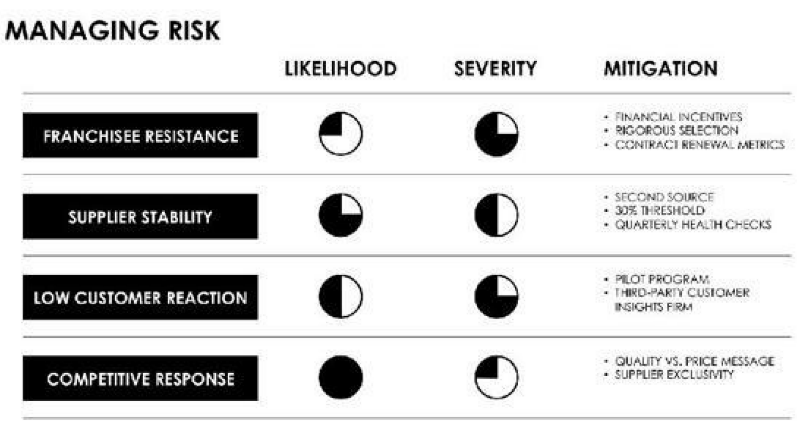 MANAGING RISK
LIKELIHOOD SEVERITY MITIGATION
FRANCHISEE RESISTANCE
• FINANCIAL INCENTIVES
• RIGOROUS SELECTION
• CONTRACT RENEWAL METRICS
SUPPLIER STABILITY
• SECOND SOURCE
• 30% THRESHOLD
• QUARTERLY HEALTH CHECKS
LOW CUSTOMER REACTION
• PILOT PROGRAM
• THIRD-PARTY CUSTOMER
INSIGHTS FIRM
COMPETITIVE RESPONSE
• QUALITY VS. PRICE MESSAGE
• SUPPLIER EXCLUSIVITY